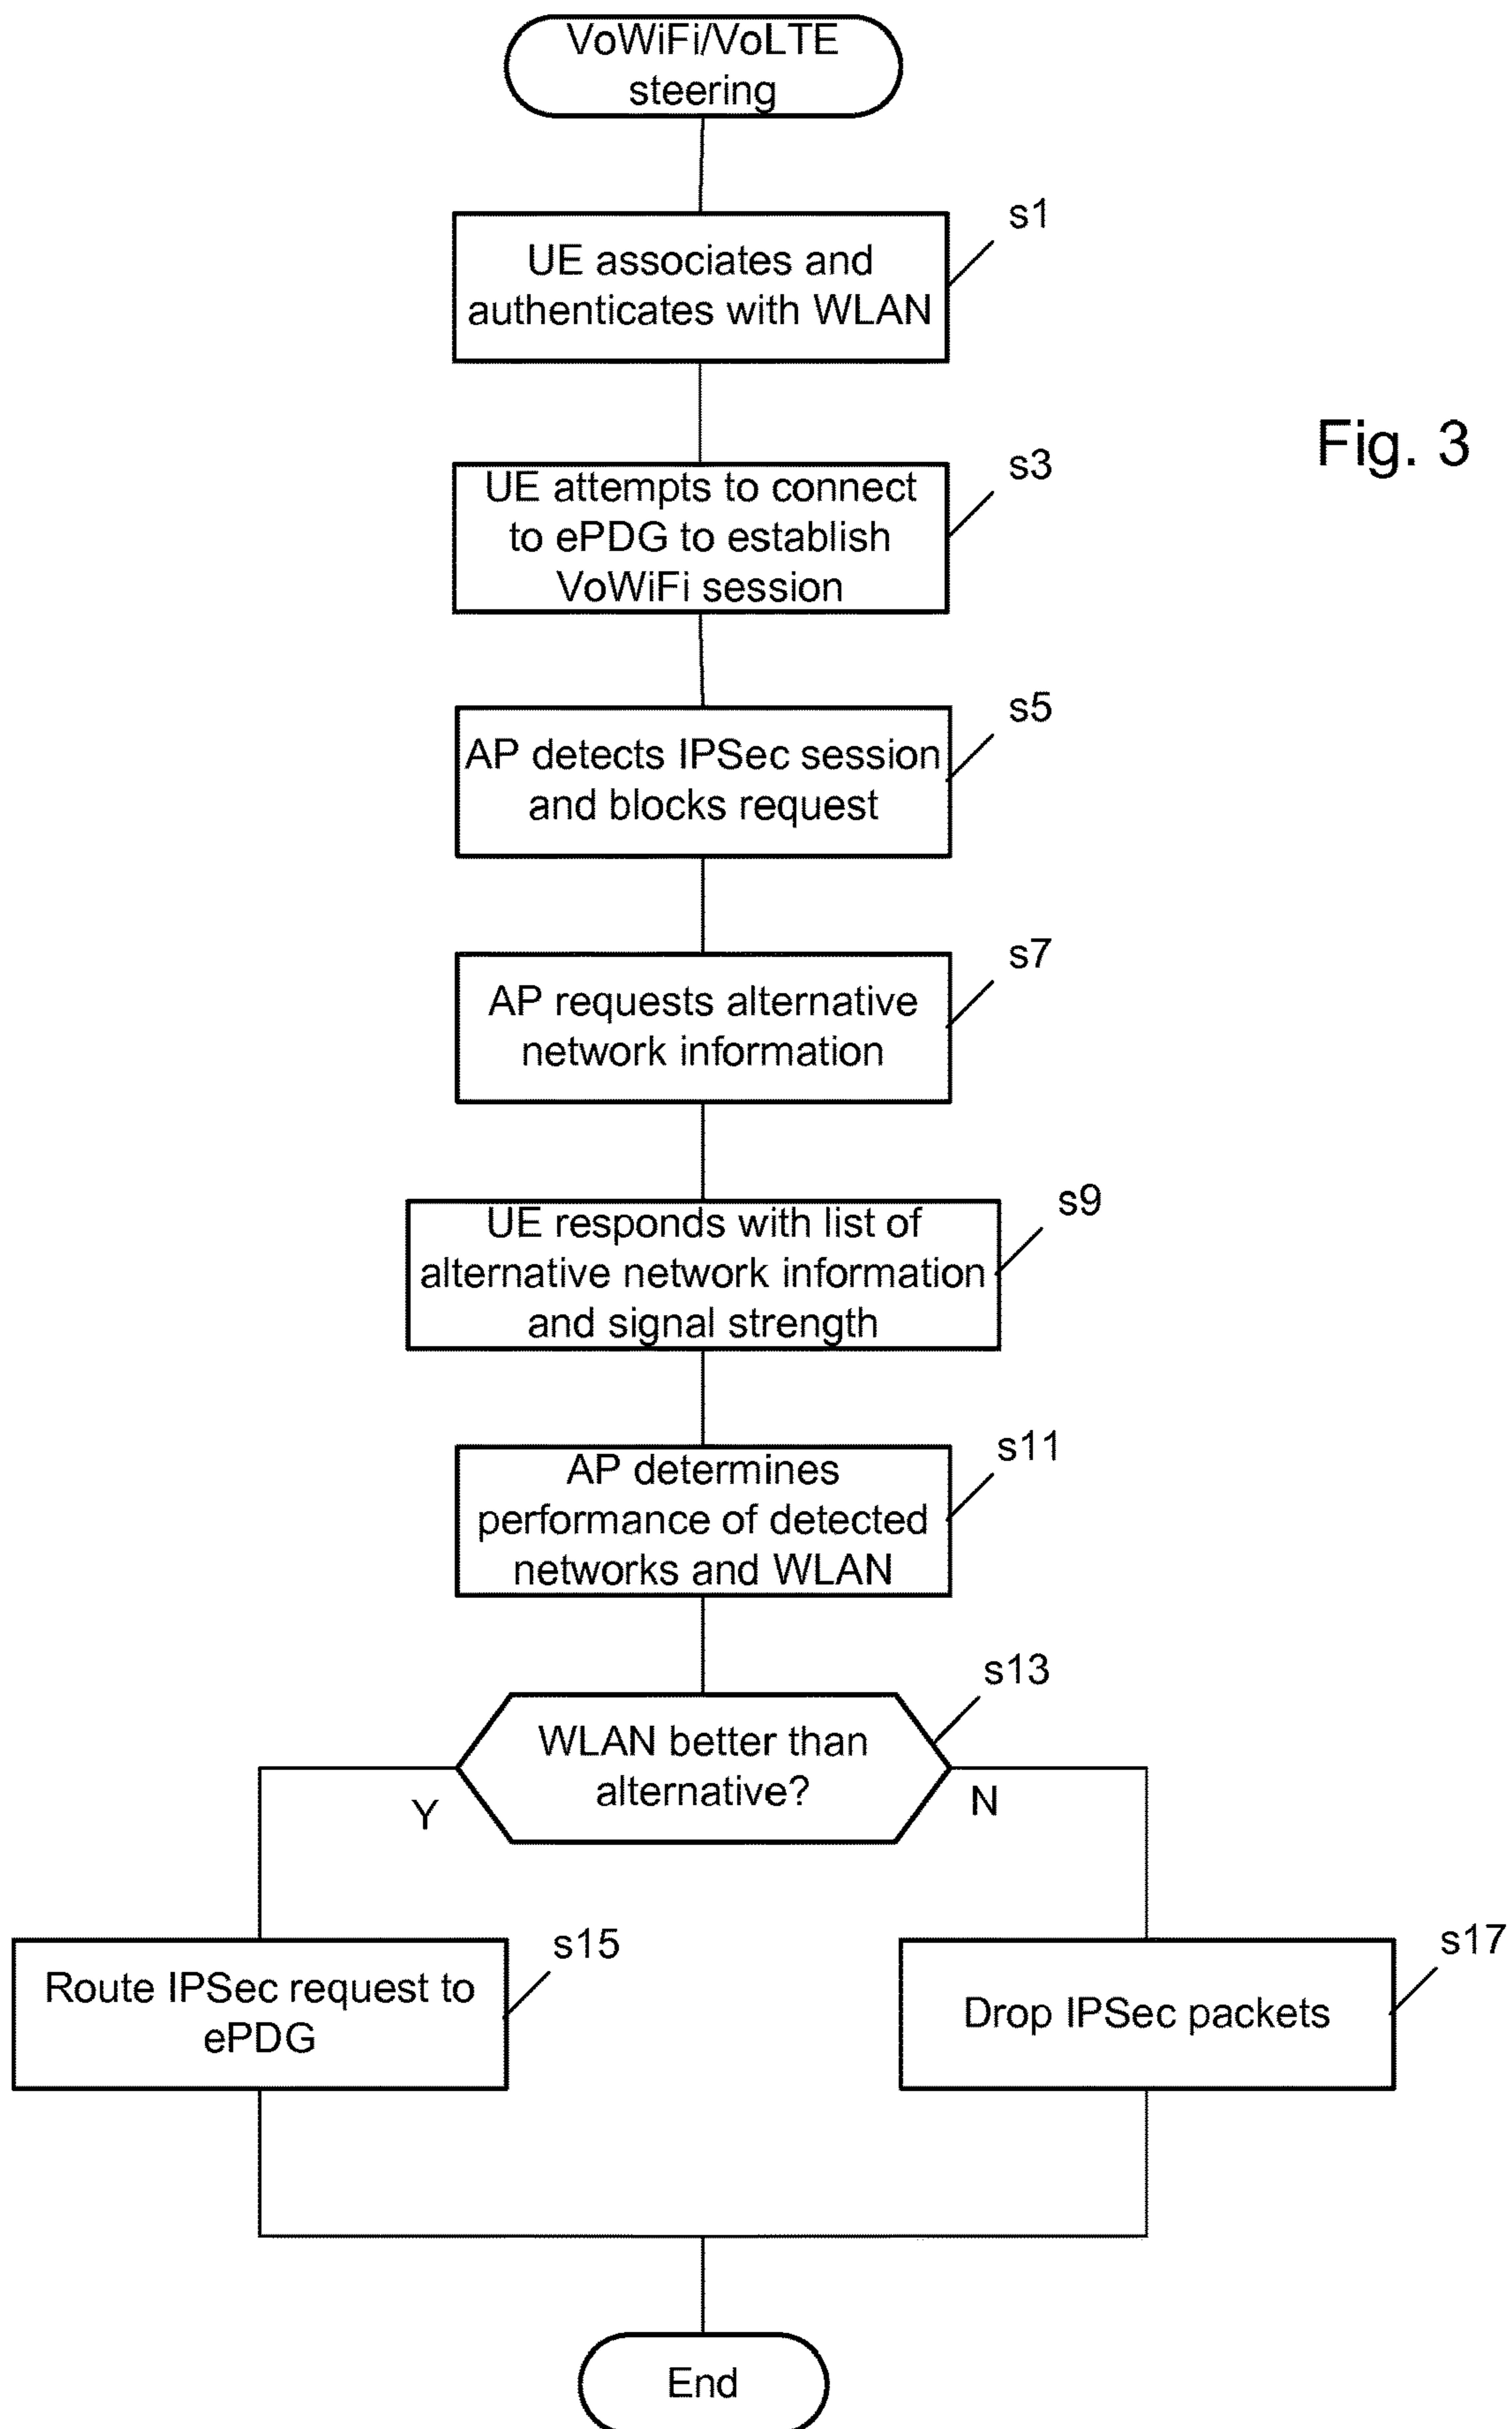 VoWiFi/VoLTE
steering
s1
UE associates and
authenticates with WLAN
Fig. 3
s3
UE attempts to connect
to ePDG to establish
VoWiFi session
s5
AP detects IPSec session
and blocks request
s7
AP requests alternative
network information
s9
UE responds with list of
alternative network information
and signal strength
s11
AP determines
performance of detected
networks and WLAN
s13
WLAN better than
alternative?
Y
N
s15
Route IPSec request to
ePDG
s17
Drop IPSec packets
End